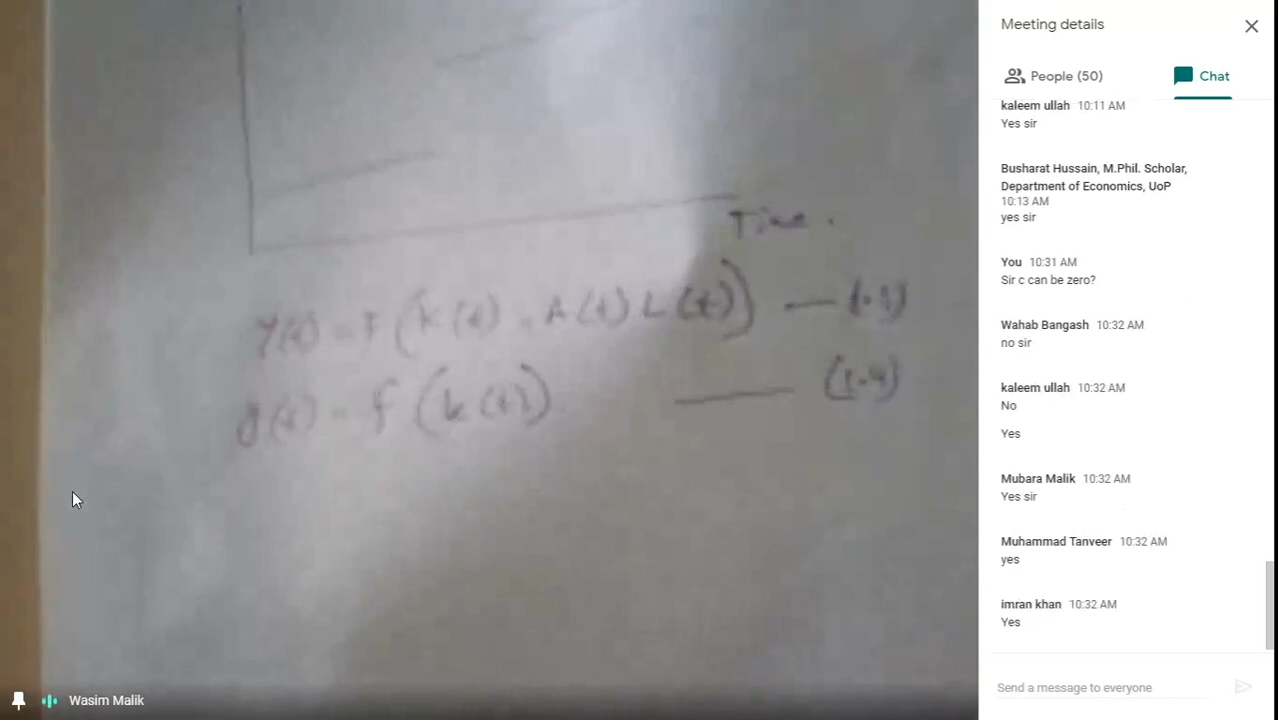 Time.
Y(t) = F(K(t), A(t)L(t)) — (1.3)
y(t) = f(k(t)) — (1.4)
Wasim Malik
Meeting details
People (50)
Chat
kaleem ullah 10:11 AM
Yes sir
Busharat Hussain, M.Phil. Scholar,
Department of Economics, UoP
10:13 AM
yes sir
You 10:31 AM
Sir c can be zero?
Wahab Bangash 10:32 AM
no sir
kaleem ullah 10:32 AM
No
Yes
Mubara Malik 10:32 AM
Yes sir
Muhammad Tanveer 10:32 AM
yes
imran khan 10:32 AM
Yes
Send a message to everyone